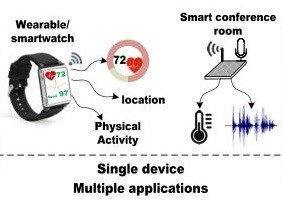 Wearable/
smartwatch
72
72
97
location
Physical
Activity
Smart conference
room
Single device
Multiple applications